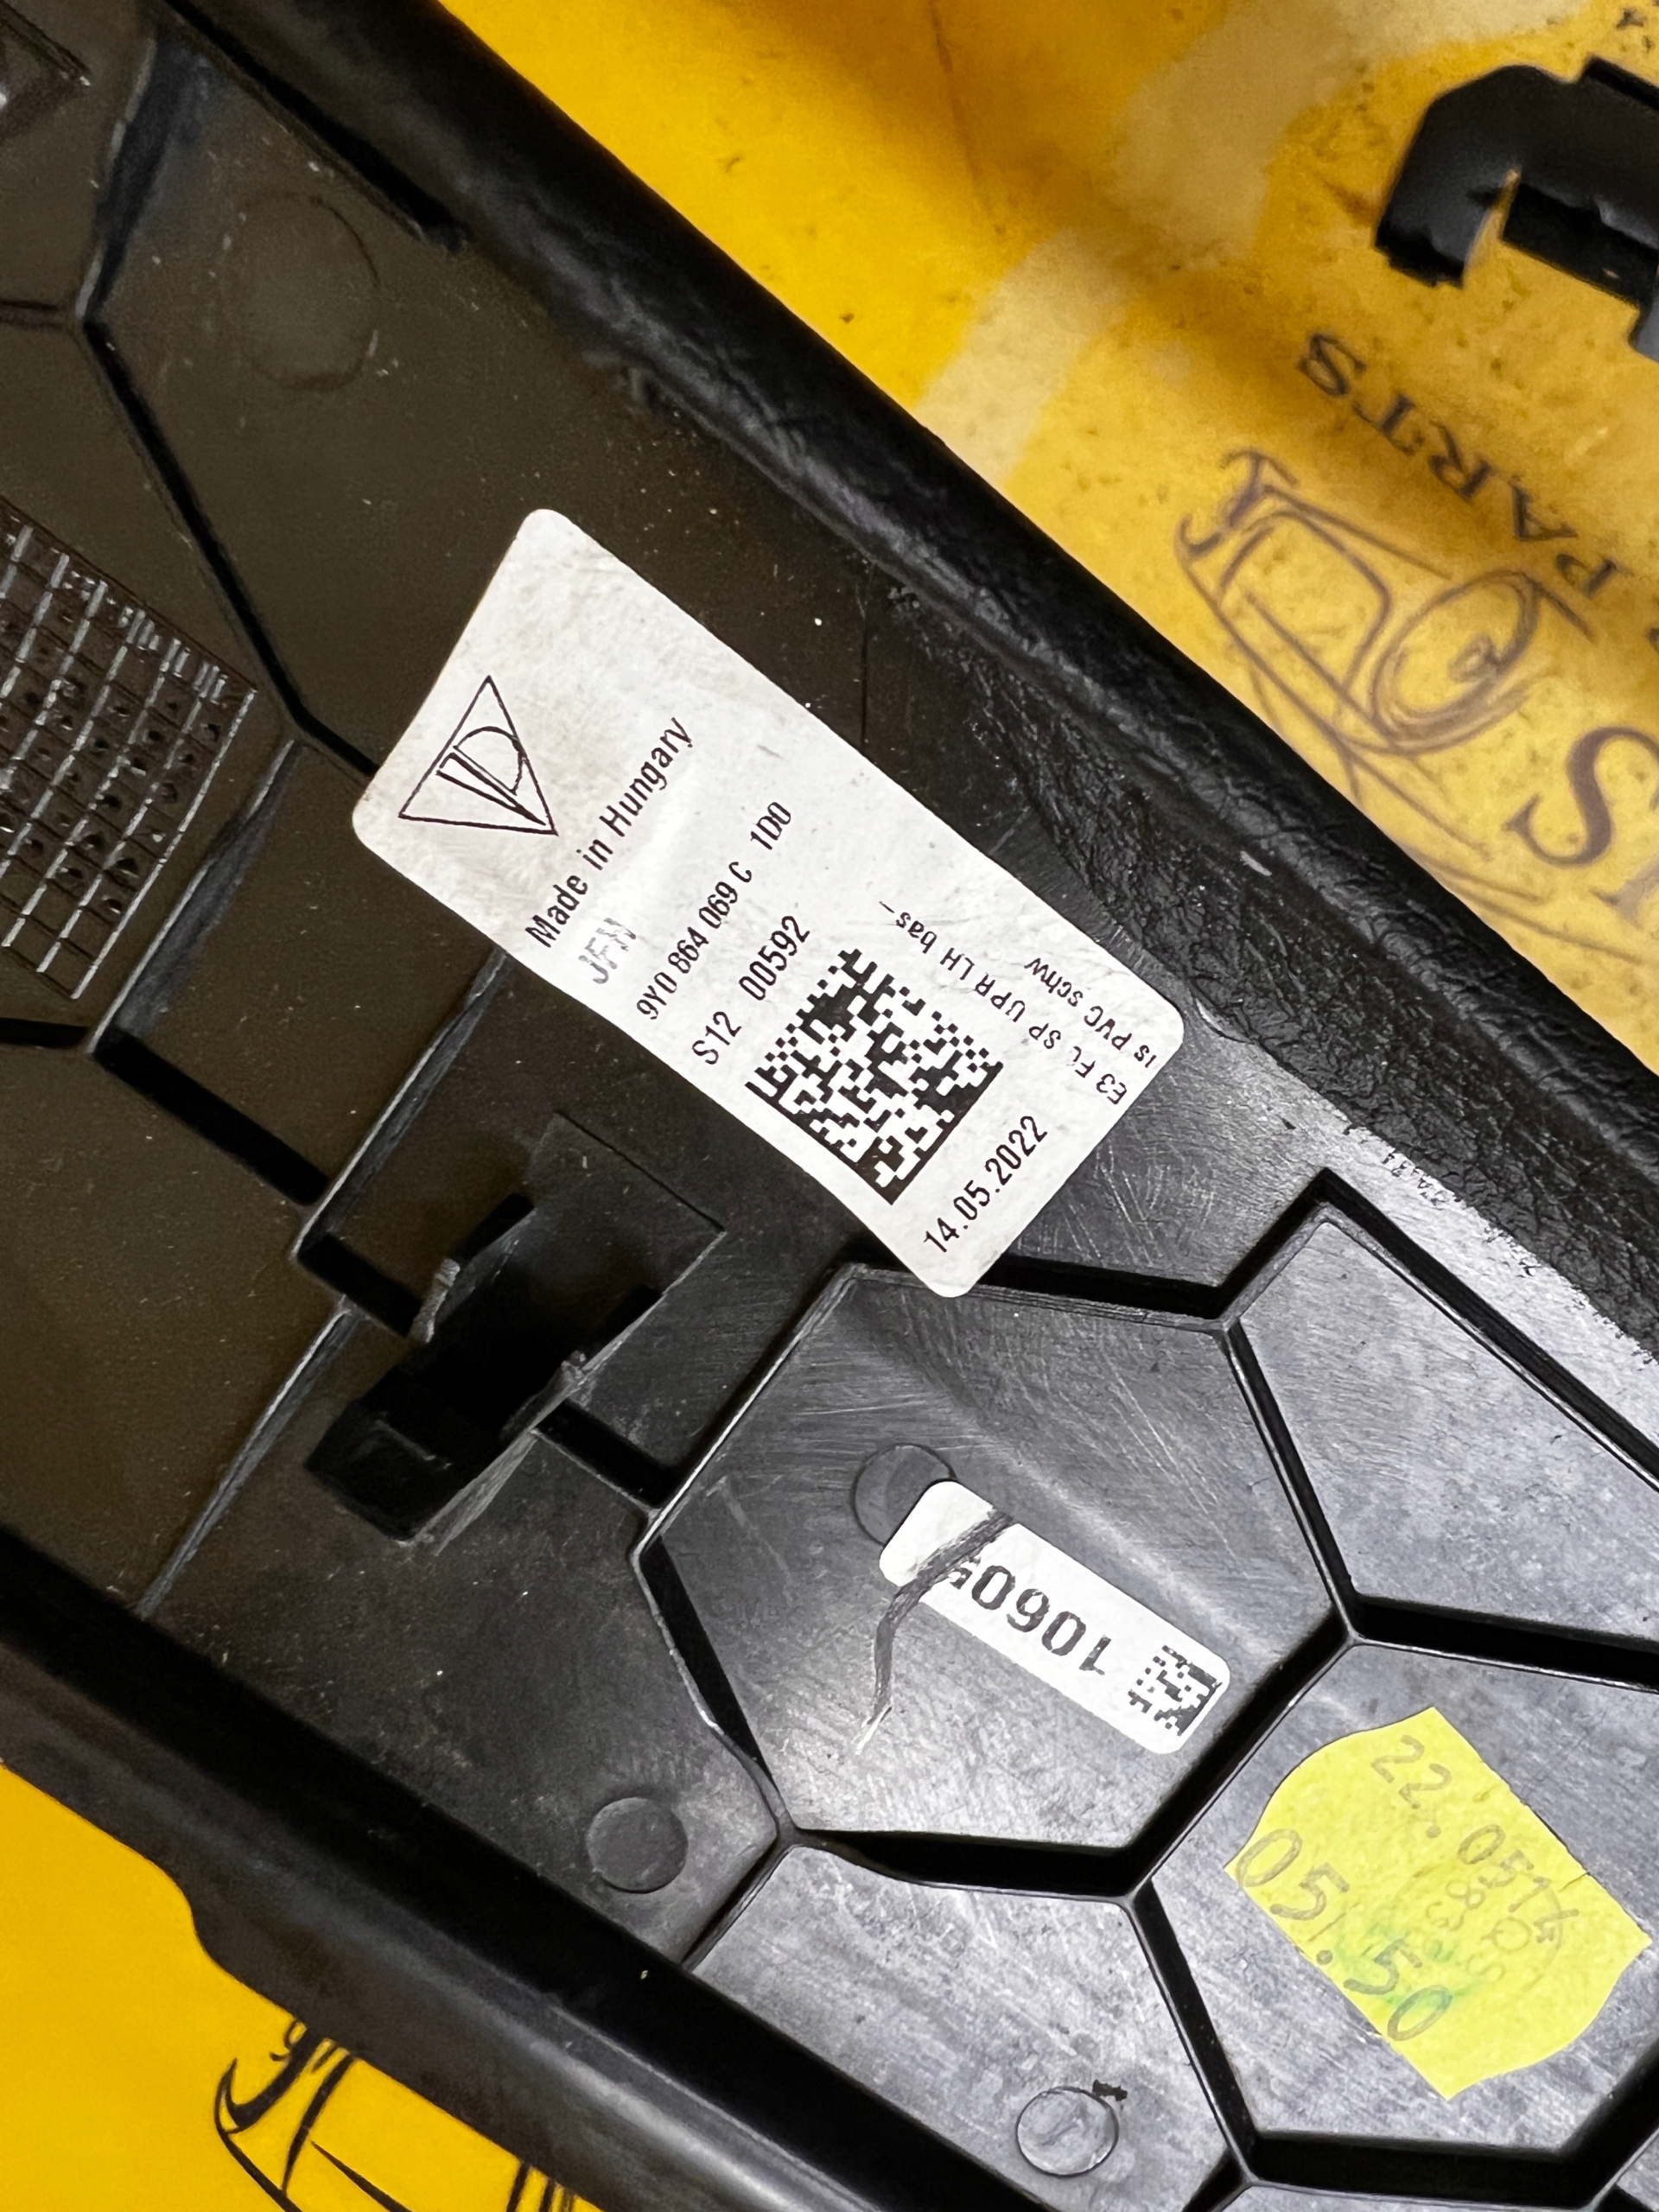 Made in Hungary
JFW
9Y0 864 069 C 1D0
S12 00592
E3 FL SP UPR LH bas-
is PVC schw
14.05.2022
1060
22.05
05.50
PARTS